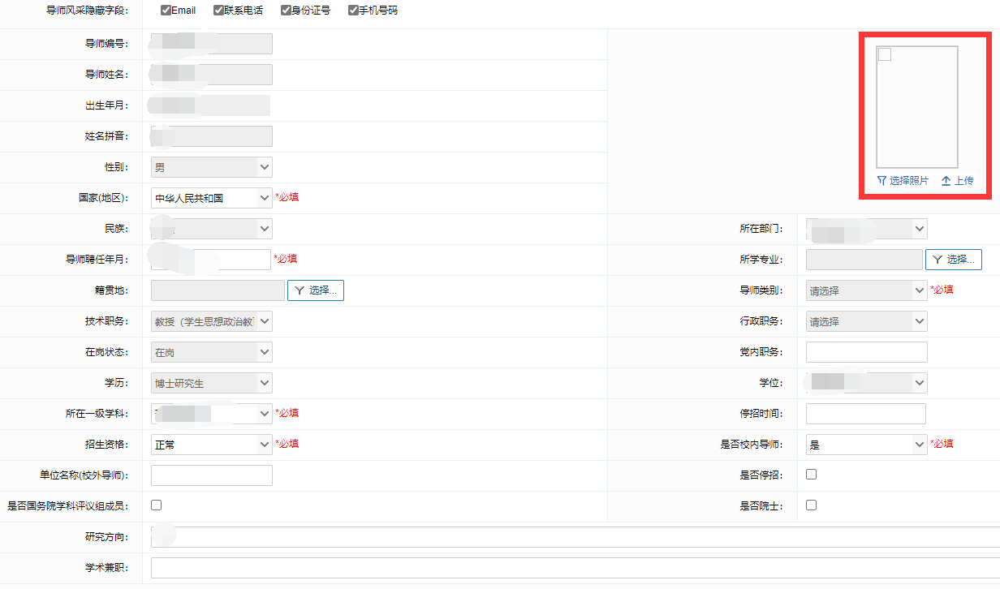 导师风采隐藏字段: Email 联系电话 身份证号 手机号码
导师编号:
导师姓名:
出生年月:
姓名拼音:
性别: 男
选择照片 上传
国家(地区): 中华人民共和国 *必填
民族: 所在部门:
导师聘任年月: *必填 所学专业: 选择...
籍贯地: 选择... 导师类别: 请选择 *必填
技术职务: 教授（学生思想政治教 行政职务: 请选择
在岗状态: 在岗 党内职务:
学历: 博士研究生 学位:
所在一级学科: *必填 停招时间:
招生资格: 正常 *必填 是否校内导师: 是 *必填
单位名称(校外导师): 是否停招:
是否国务院学科评议组成员: 是否院士:
研究方向:
学术兼职: